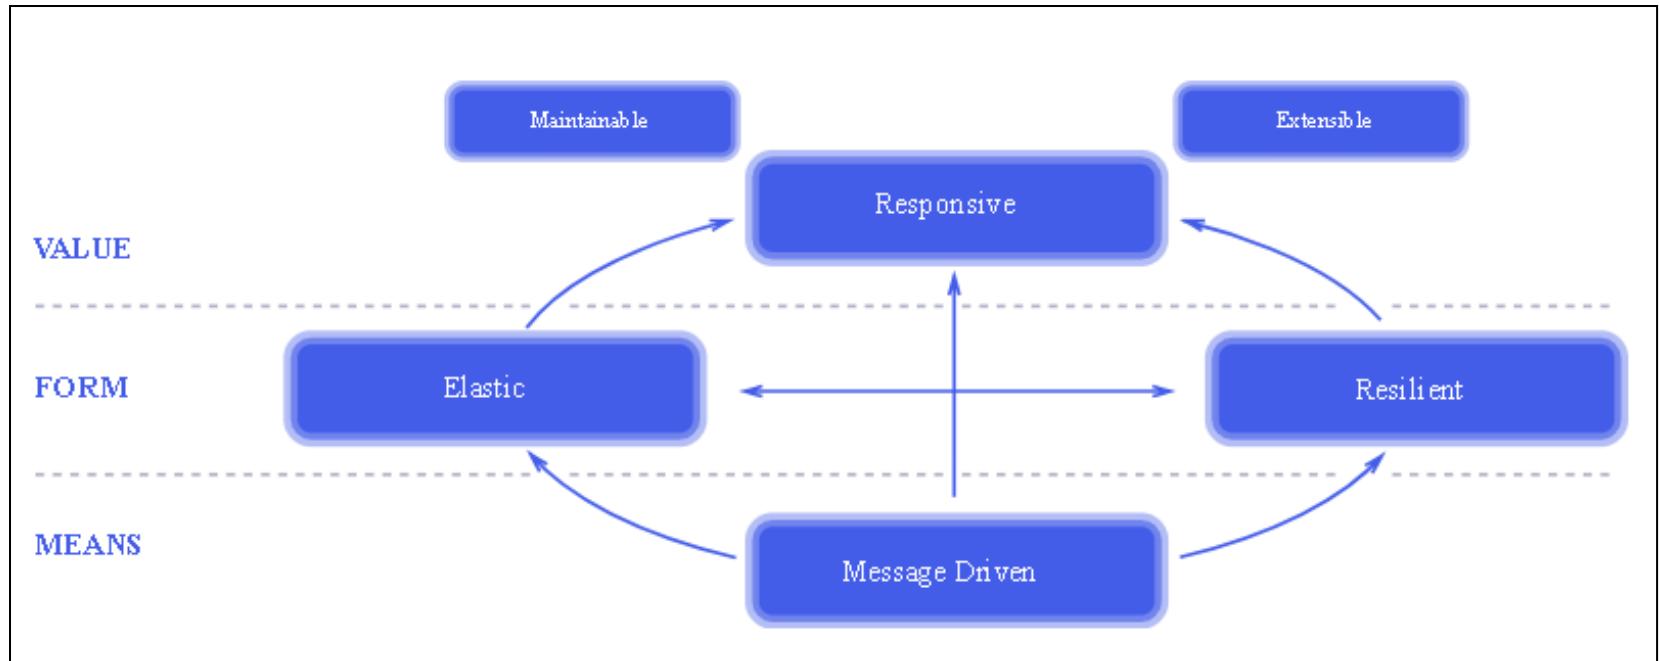 Maintainable
Extensible
Responsive
VALUE
FORM
Elastic
Resilient
MEANS
Message Driven